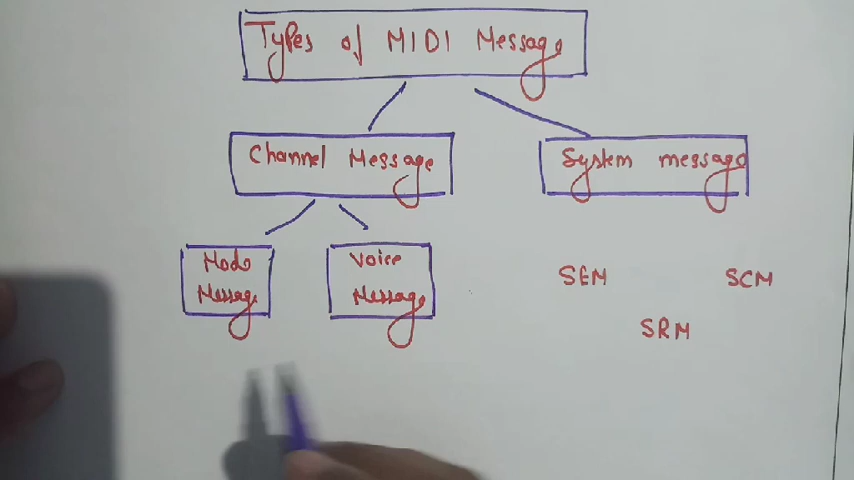 Types of MIDI Message
Channel Message
System message
Mode
Message
Voice
Message
SEM
SCM
SRM